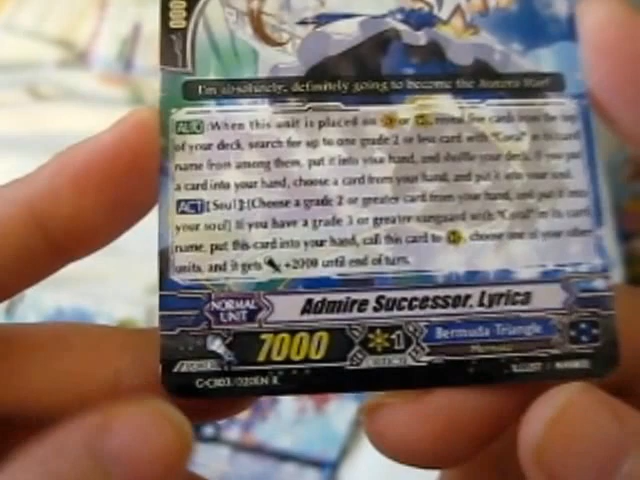 000
I'm absolutely, definitely going to become the Aurora Star!
AUTO : When this unit is placed on or , reveal five cards from the top
of your deck, search for up to one grade 2 or less card with "Coral" in its card
name from among them, put it into your hand, and shuffle your deck. If you put
a card into your hand, choose a card from your hand, and put it into your soul.
ACT [Soul]:[Choose a grade 2 or greater card from your hand, and put it into
your soul] If you have a grade 3 or greater vanguard with "Coral" in its card
name, put this card into your hand, call this card to , choose one of your other
units, and it gets +2000 until end of turn.
NORMAL
UNIT
Admire Successor, Lyrica
POWER
7000
1
Bermuda Triangle
G-CB03/020EN R